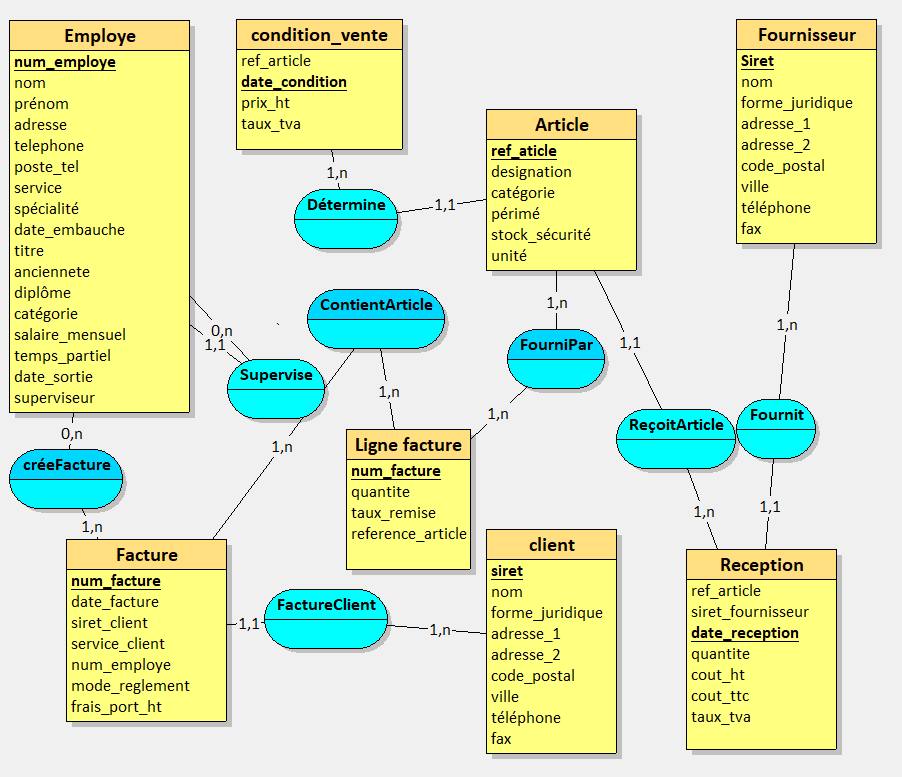 Employe
num_employe
nom
prénom
adresse
telephone
poste_tel
service
spécialité
date_embauche
titre
anciennete
diplôme
catégorie
salaire_mensuel
temps_partiel
date_sortie
superviseur
condition_vente
ref_article
date_condition
prix_ht
taux_tva
1,n
Détermine
1,1
Article
ref_aticle
designation
catégorie
périmé
stock_sécurité
unité
Fournisseur
Siret
nom
forme_juridique
adresse_1
adresse_2
code_postal
ville
téléphone
fax
0,n
1,1
Supervise
ContientArticle
1,n
1,n
1,n
FourniPar
1,n
1,1
ReçoitArticle
1,n
1,n
Fournit
1,1
0,n
créeFacture
1,n
Ligne facture
num_facture
quantite
taux_remise
reference_article
Facture
num_facture
date_facture
siret_client
service_client
num_employe
mode_reglement
frais_port_ht
1,1
FactureClient
1,n
client
siret
nom
forme_juridique
adresse_1
adresse_2
code_postal
ville
téléphone
fax
Reception
ref_article
siret_fournisseur
date_reception
quantite
cout_ht
cout_ttc
taux_tva